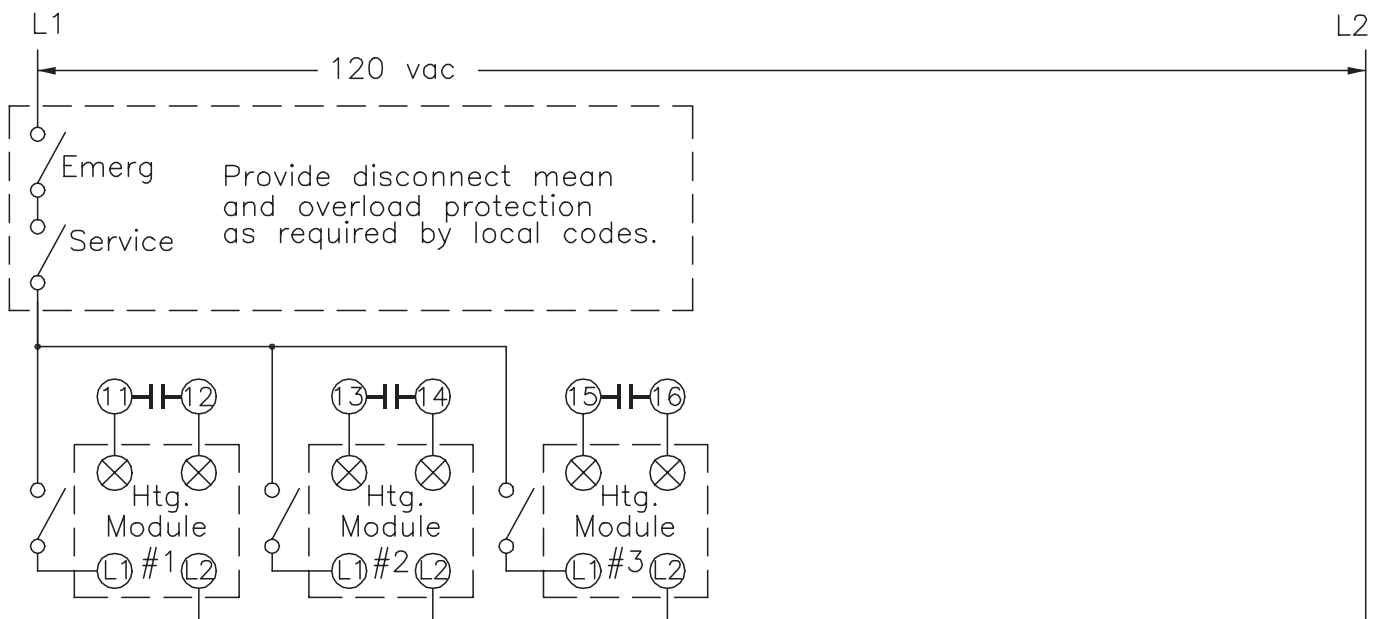 L1
L2
120 vac
Emerg
Service
Provide disconnect mean
and overload protection
as required by local codes.
11 12
13 14
15 16
Htg.
Module
#1
L1 L2
Htg.
Module
#2
L1 L2
Htg.
Module
#3
L1 L2